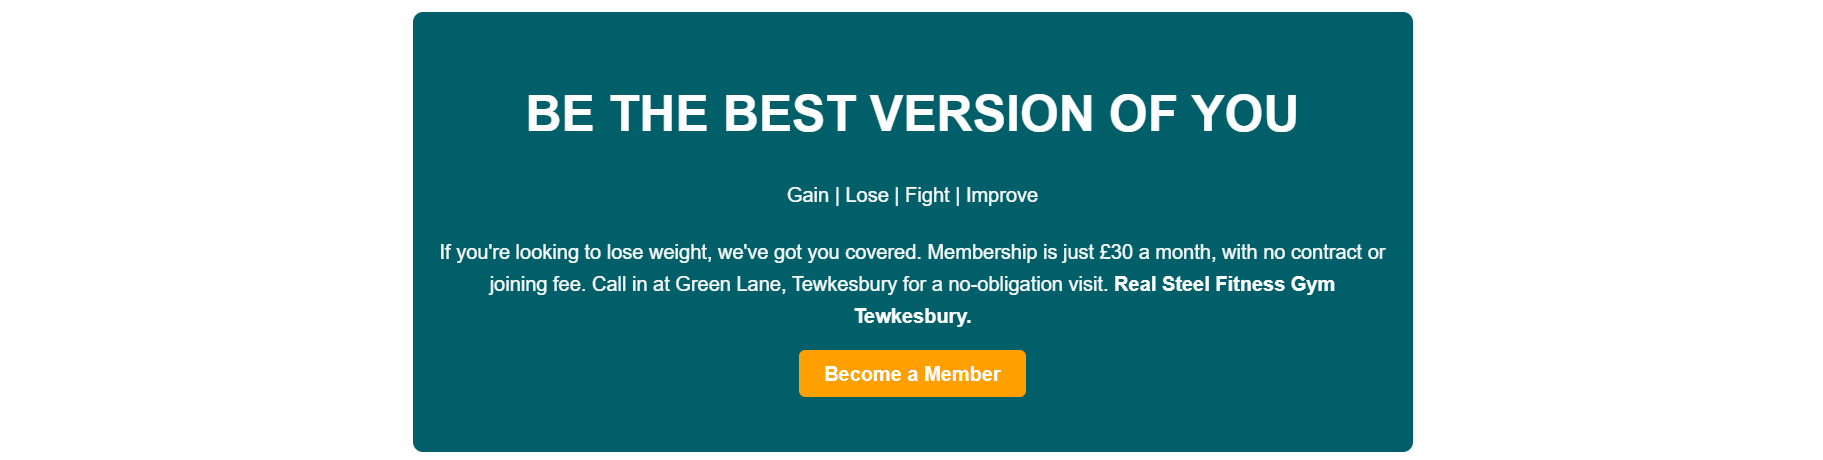 BE THE BEST VERSION OF YOU
Gain | Lose | Fight | Improve
If you're looking to lose weight, we've got you covered. Membership is just £30 a month, with no contract or
joining fee. Call in at Green Lane, Tewkesbury for a no-obligation visit. Real Steel Fitness Gym
Tewkesbury.
Become a Member